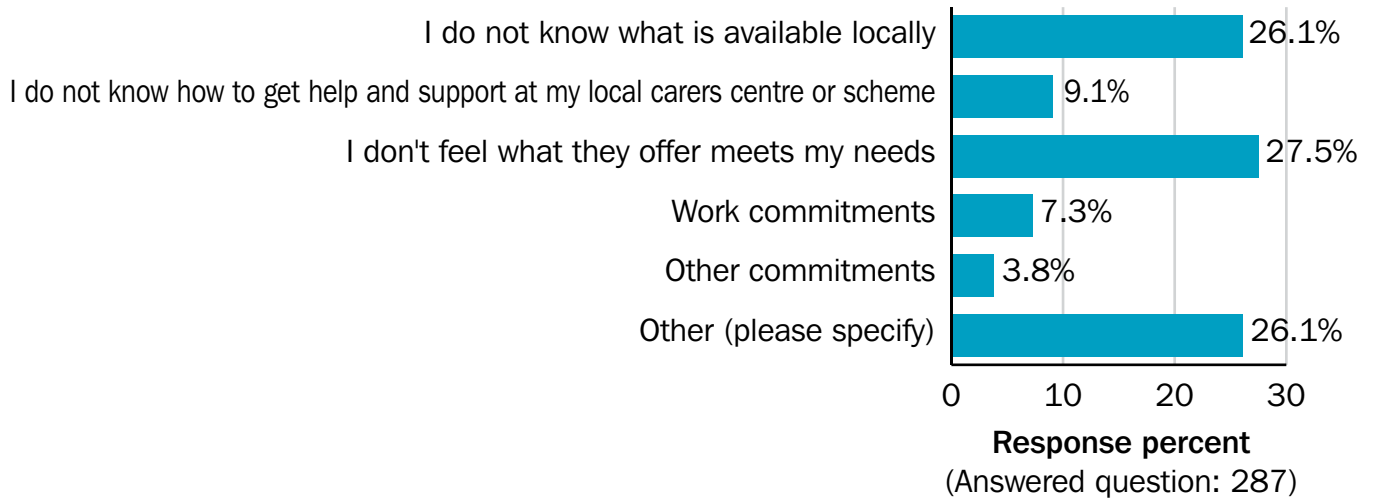 I do not know what is available locally 26.1%
I do not know how to get help and support at my local carers centre or scheme 9.1%
I don't feel what they offer meets my needs 27.5%
Work commitments 7.3%
Other commitments 3.8%
Other (please specify) 26.1%
0 10 20 30
Response percent
(Answered question: 287)